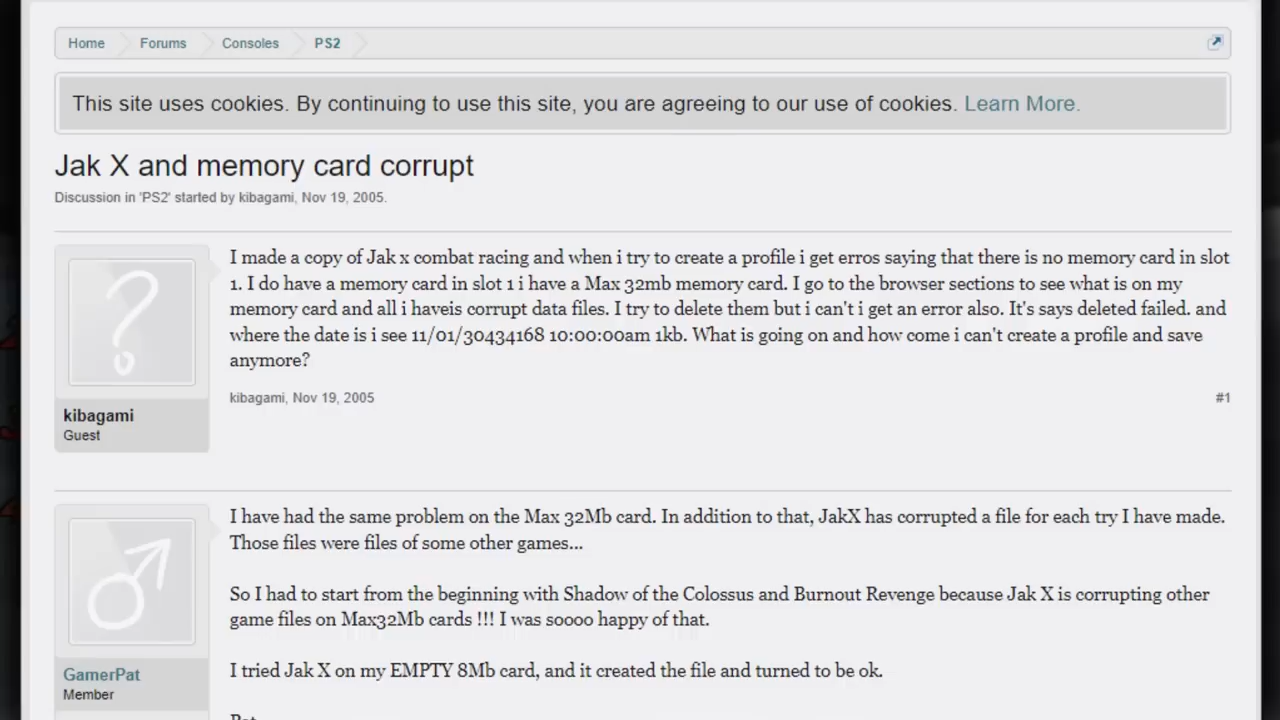 Home Forums Consoles PS2
This site uses cookies. By continuing to use this site, you are agreeing to our use of cookies. Learn More.
Jak X and memory card corrupt
Discussion in 'PS2' started by kibagami, Nov 19, 2005.
I made a copy of Jak x combat racing and when i try to create a profile i get erros saying that there is no memory card in slot
1. I do have a memory card in slot 1 i have a Max 32mb memory card. I go to the browser sections to see what is on my
memory card and all i haveis corrupt data files. I try to delete them but i can't i get an error also. It's says deleted failed. and
where the date is i see 11/01/30434168 10:00:00am 1kb. What is going on and how come i can't create a profile and save
anymore?
kibagami, Nov 19, 2005 #1
kibagami
Guest
I have had the same problem on the Max 32Mb card. In addition to that, JakX has corrupted a file for each try I have made.
Those files were files of some other games...
So I had to start from the beginning with Shadow of the Colossus and Burnout Revenge because Jak X is corrupting other
game files on Max32Mb cards !!! I was soooo happy of that.
I tried Jak X on my EMPTY 8Mb card, and it created the file and turned to be ok.
GamerPat
Member